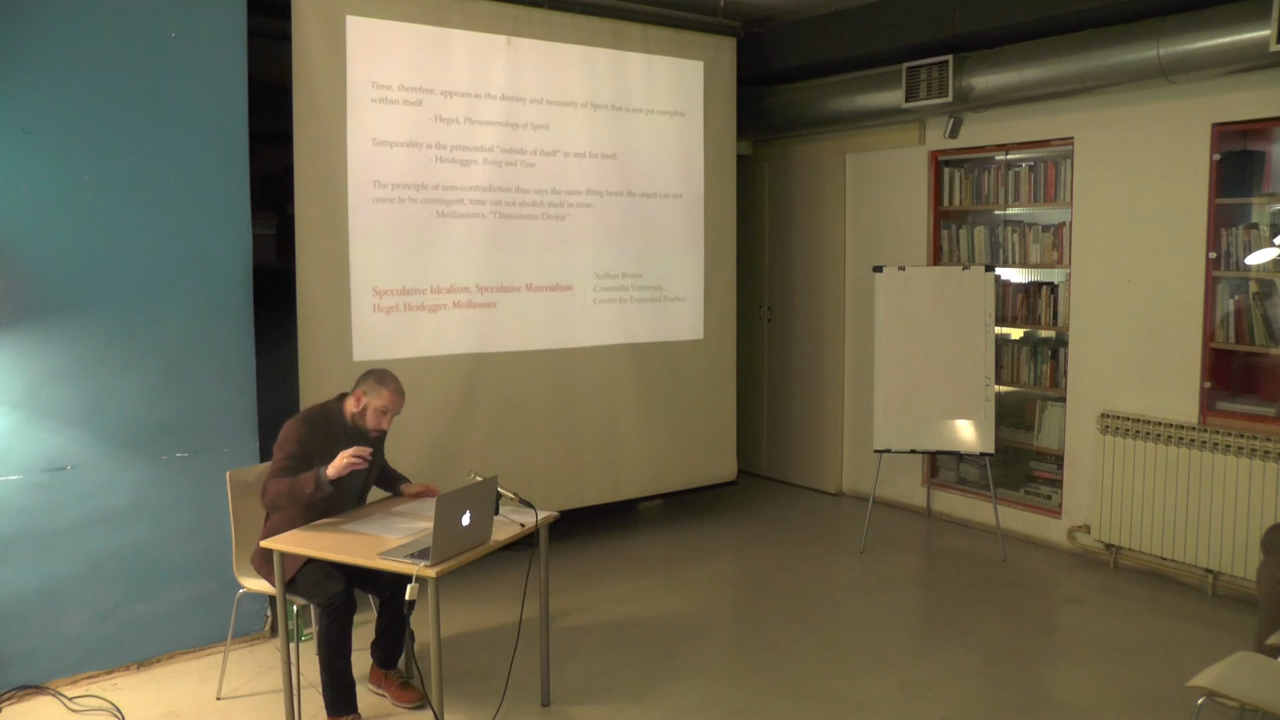 Time, therefore, appears as the destiny and necessity of Spirit that is not yet complete
within itself.
- Hegel, Phenomenology of Spirit
Temporality is the primordial "outside of itself" in and for itself.
- Heidegger, Being and Time
The principle of non-contradiction thus says the same thing twice: the object can not
cease to be contingent, time can not abolish itself in time.
- Meillassoux, "L'Inexistence Divine"
Speculative Idealism, Speculative Materialism
Hegel, Heidegger, Meillassoux
Nathan Brown
Concordia University
Centre for Expanded Poetics